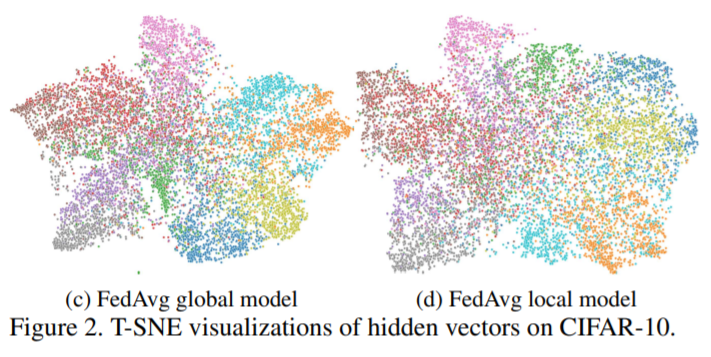 (c) FedAvg global model
(d) FedAvg local model
Figure 2. T-SNE visualizations of hidden vectors on CIFAR-10.